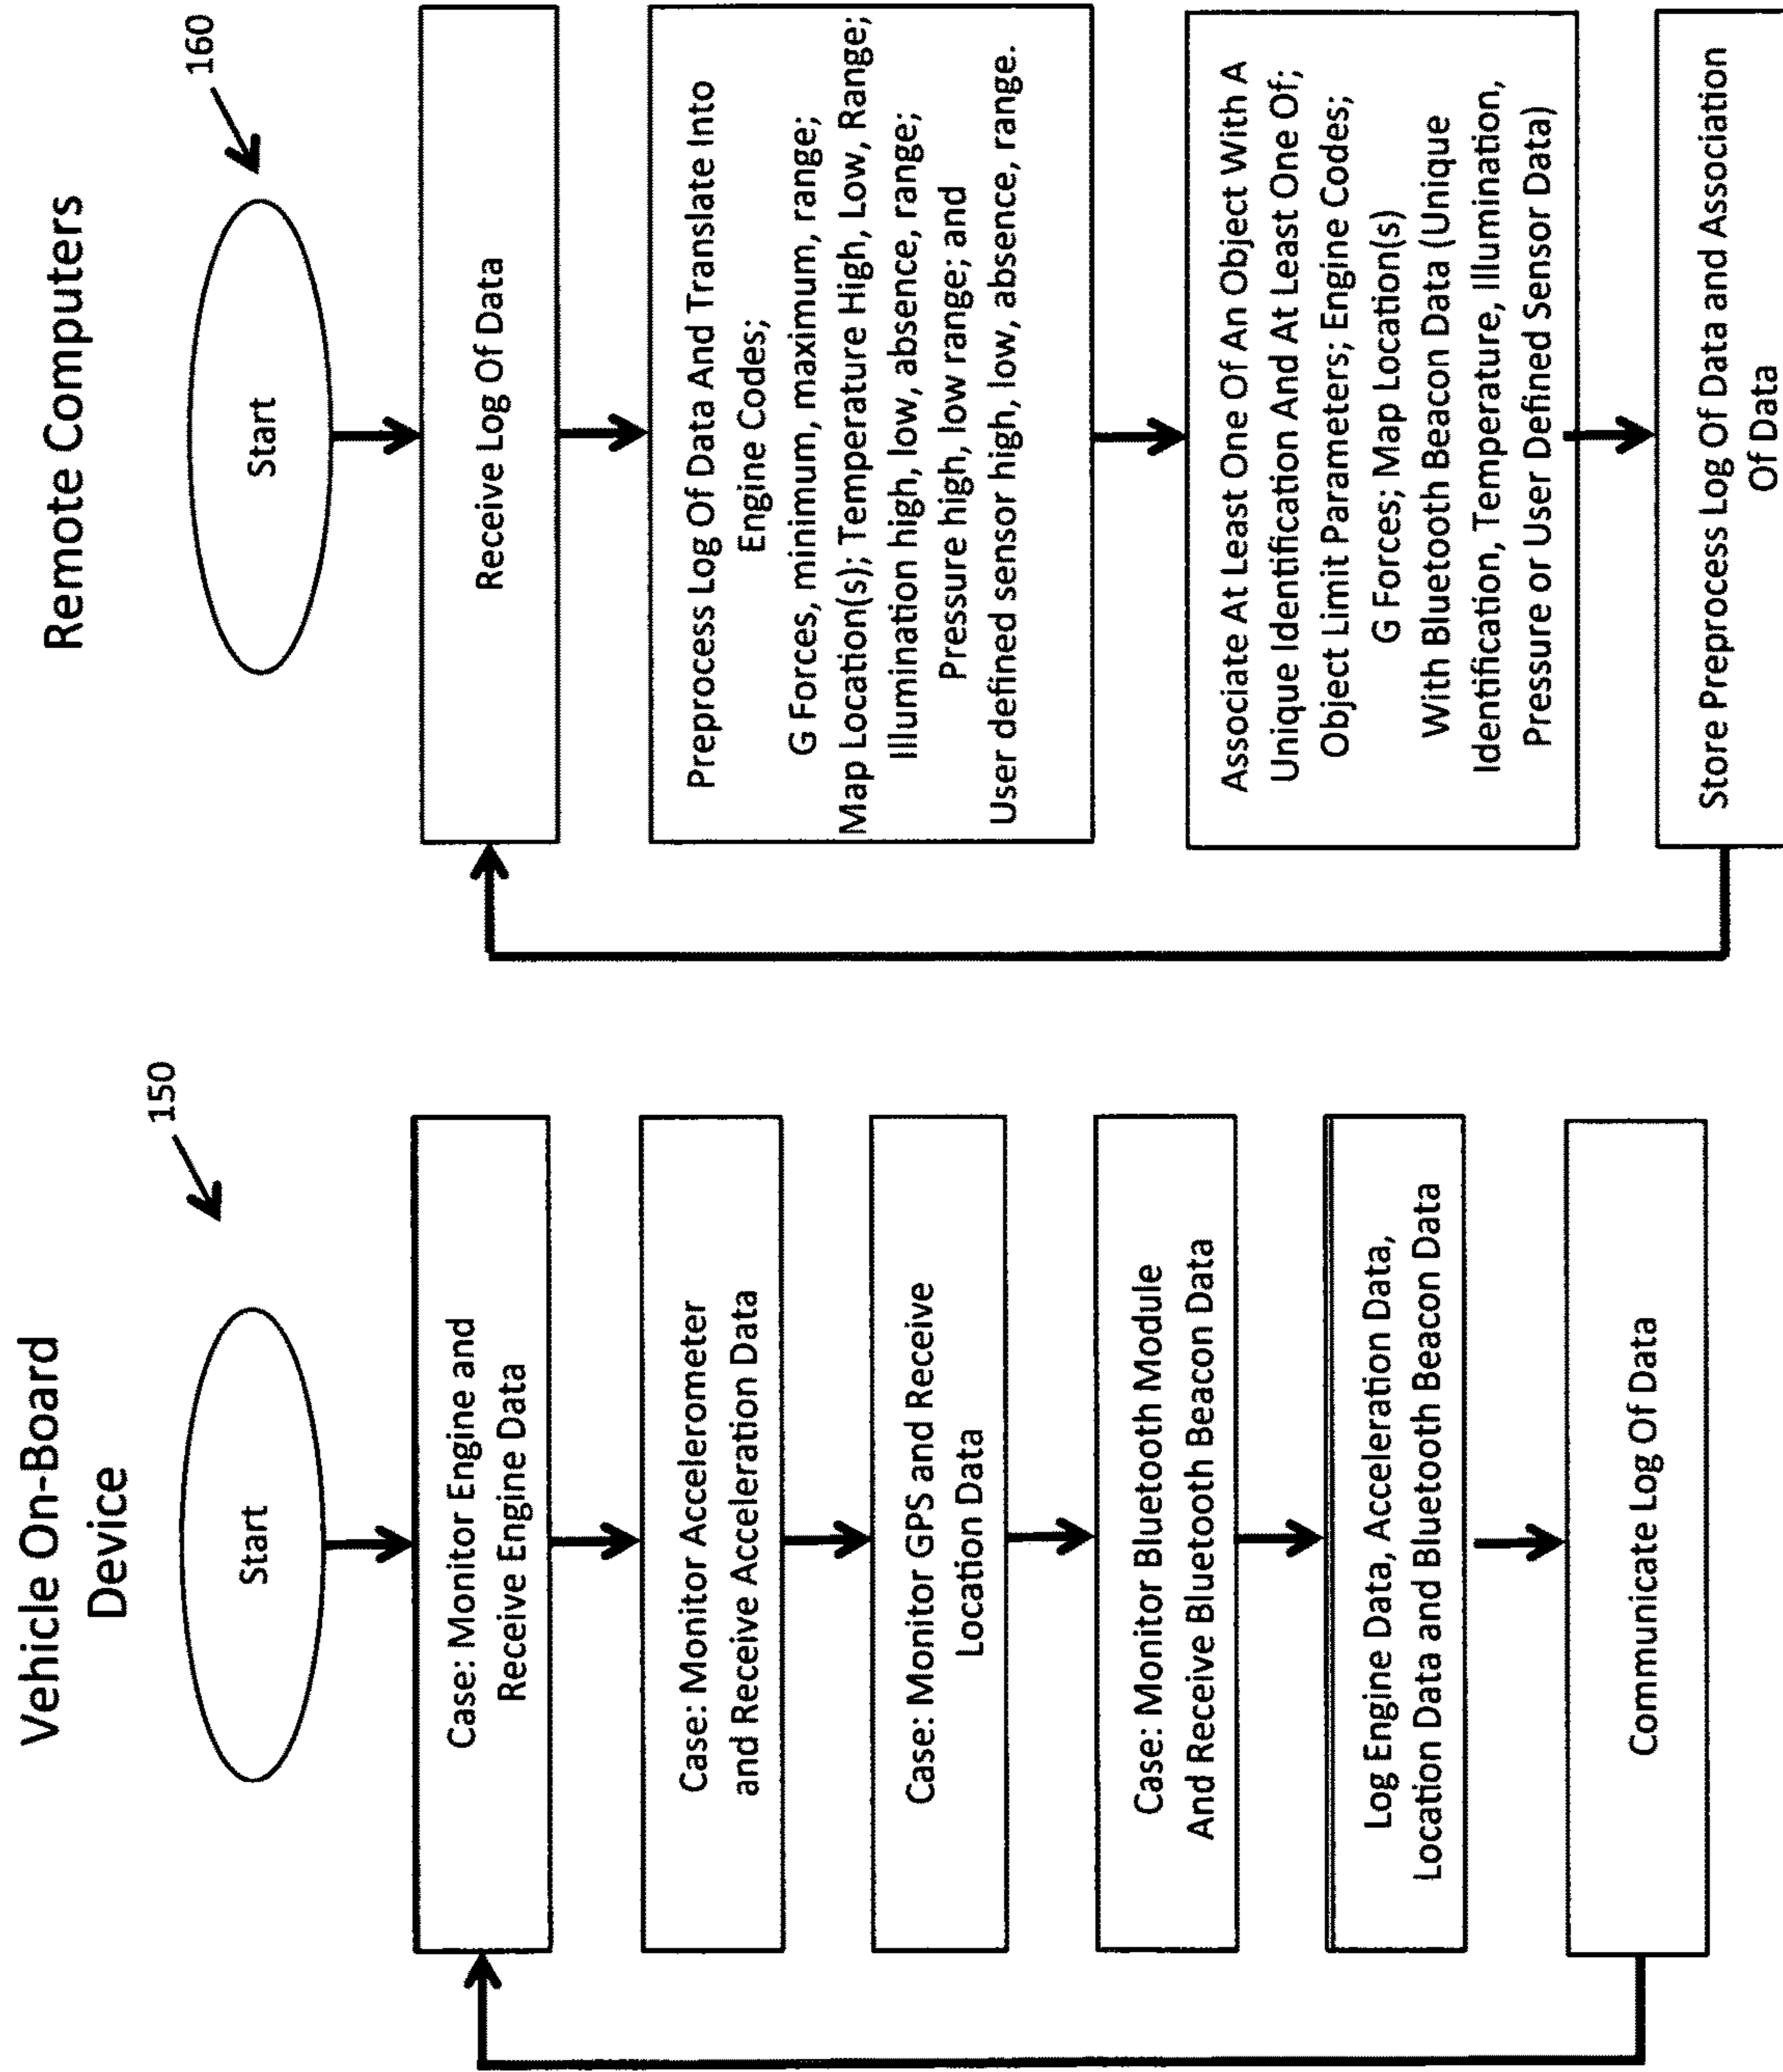 Vehicle On-Board
Device
150
Start
Case: Monitor Engine and
Receive Engine Data
Case: Monitor Accelerometer
and Receive Acceleration Data
Case: Monitor GPS and Receive
Location Data
Case: Monitor Bluetooth Module
And Receive Bluetooth Beacon Data
Log Engine Data, Acceleration Data,
Location Data and Bluetooth Beacon Data
Communicate Log Of Data
Remote Computers
160
Start
Receive Log Of Data
Preprocess Log Of Data And Translate Into
Engine Codes;
G Forces, minimum, maximum, range;
Map Location(s); Temperature High, Low, Range;
Illumination high, low, absence, range;
Pressure high, low range; and
User defined sensor high, low, absence, range.
Associate At Least One Of An Object With A
Unique Identification And At Least One Of;
Object Limit Parameters; Engine Codes;
G Forces; Map Location(s)
With Bluetooth Beacon Data (Unique
Identification, Temperature, Illumination,
Pressure or User Defined Sensor Data)
Store Preprocess Log Of Data and Association
Of Data